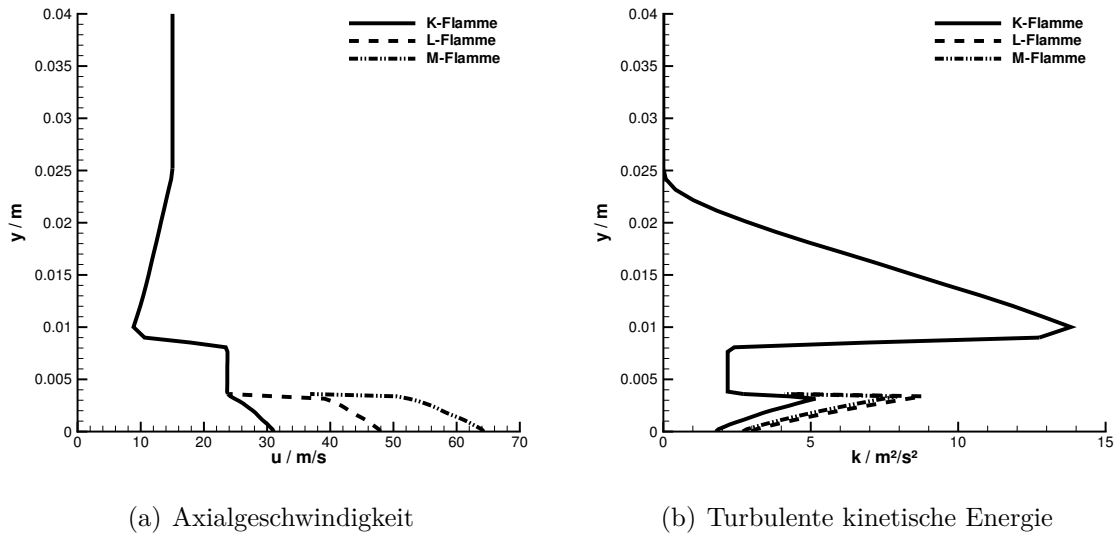 K-Flamme
L-Flamme
M-Flamme
0.04
0.035
0.03
0.025
0.02
0.015
0.01
0.005
0
y / m
0 10 20 30 40 50 60 70
u / m/s
(a) Axialgeschwindigkeit
K-Flamme
L-Flamme
M-Flamme
0.04
0.035
0.03
0.025
0.02
0.015
0.01
0.005
0
y / m
0 5 10 15
k / m²/s²
(b) Turbulente kinetische Energie